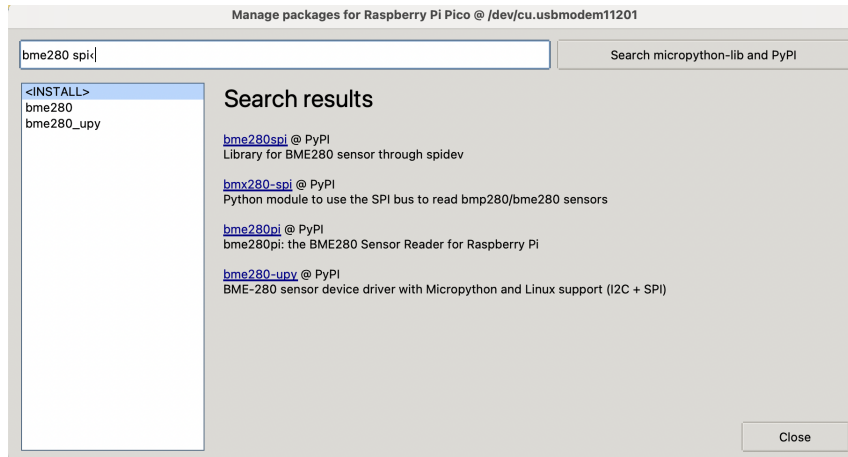 Manage packages for Raspberry Pi Pico @ /dev/cu.usbmodem11201
bme280 spi‹
Search micropython-lib and PyPI
<INSTALL>
bme280
bme280_upy
Search results
bme280spi @ PyPI
Library for BME280 sensor through spidev
bmx280-spi @ PyPI
Python module to use the SPI bus to read bmp280/bme280 sensors
bme280pi @ PyPI
bme280pi: the BME280 Sensor Reader for Raspberry Pi
bme280-upy @ PyPI
BME-280 sensor device driver with Micropython and Linux support (I2C + SPI)
Close